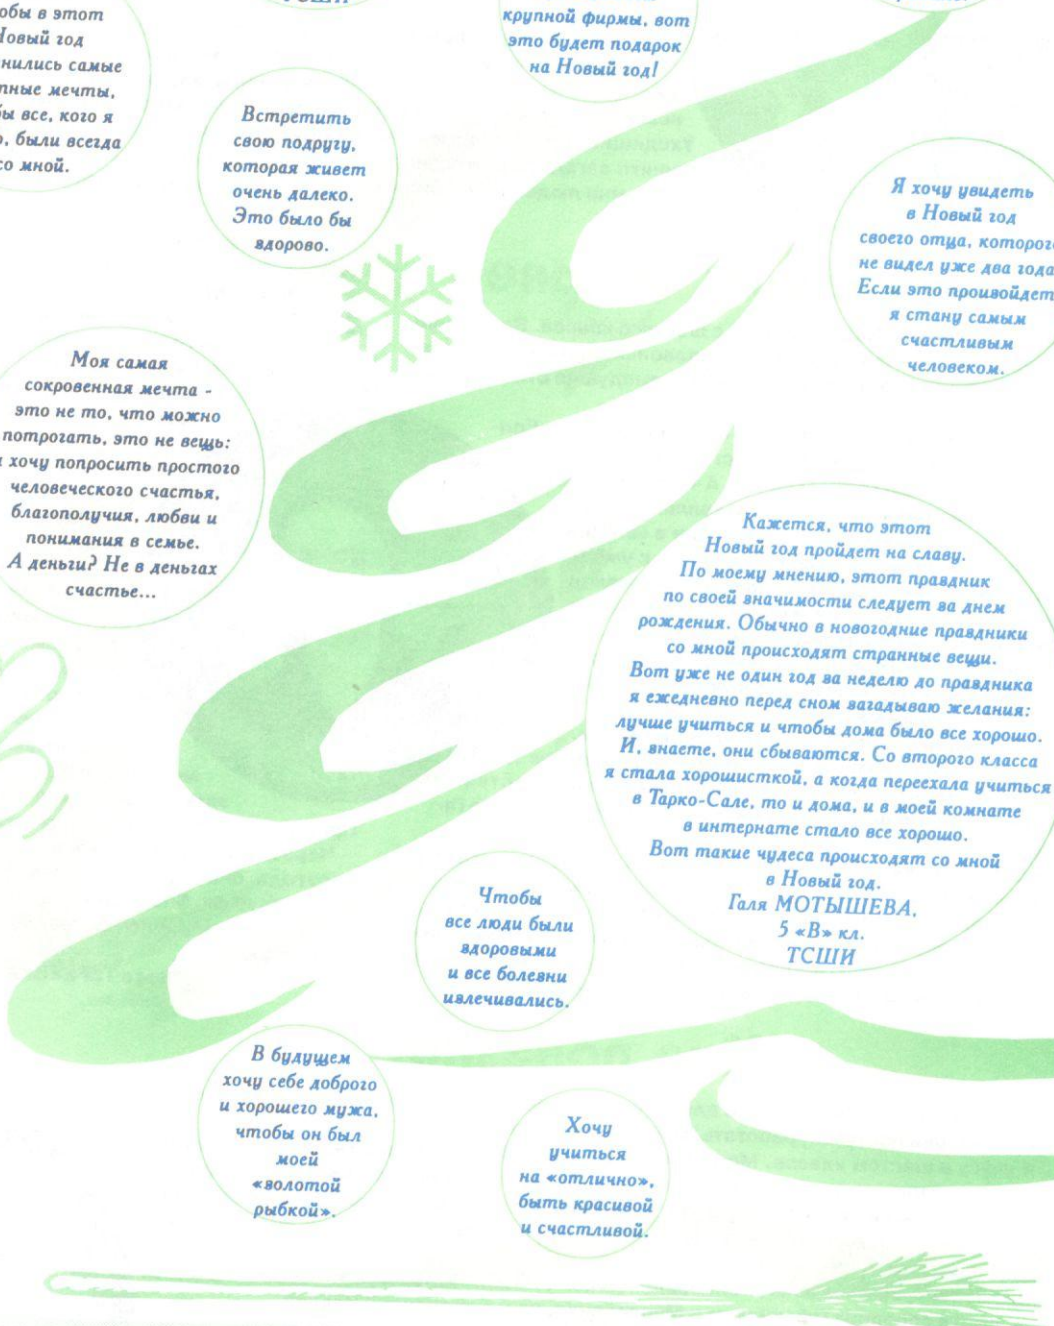 в этом
Новый год
самые
мечты,
все, кого я
были всегда
со мной.
ТСШИ
крупной фирмы, вот
это будет подарок
на Новый год!
Встретить
свою подругу,
которая живет
очень далеко.
Это было бы
здорово.
Я хочу увидеть
в Новый год
своего отца, которого
не видел уже два года.
Если это произойдет,
я стану самым
счастливым
человеком.
Моя самая
сокровенная мечта -
это не то, что можно
потрогать, это не вещь:
я хочу попросить простого
человеческого счастья,
благополучия, любви и
понимания в семье.
А деньги? Не в деньгах
счастье...
Кажется, что этот
Новый год пройдет на славу.
По моему мнению, этот праздник
по своей значимости следует за днем
рождения. Обычно в новогодние праздники
со мной происходят странные вещи.
Вот уже не один год за неделю до праздника
я ежедневно перед сном загадываю желания:
лучше учиться и чтобы дома было все хорошо.
И, знаете, они сбываются. Со второго класса
я стала хорошисткой, а когда переехала учиться
в Тарко-Сале, то и дома, и в моей комнате
в интернате стало все хорошо.
Вот такие чудеса происходят со мной
в Новый год.
Галя МОТЫШЕВА,
5 «В» кл.
ТСШИ
Чтобы
все люди были
здоровыми
и все болезни
излечивались.
В будущем
хочу себе доброго
и хорошего мужа,
чтобы он был
моей
«золотой
рыбкой».
Хочу
учиться
на «отлично»,
быть красивой
и счастливой.